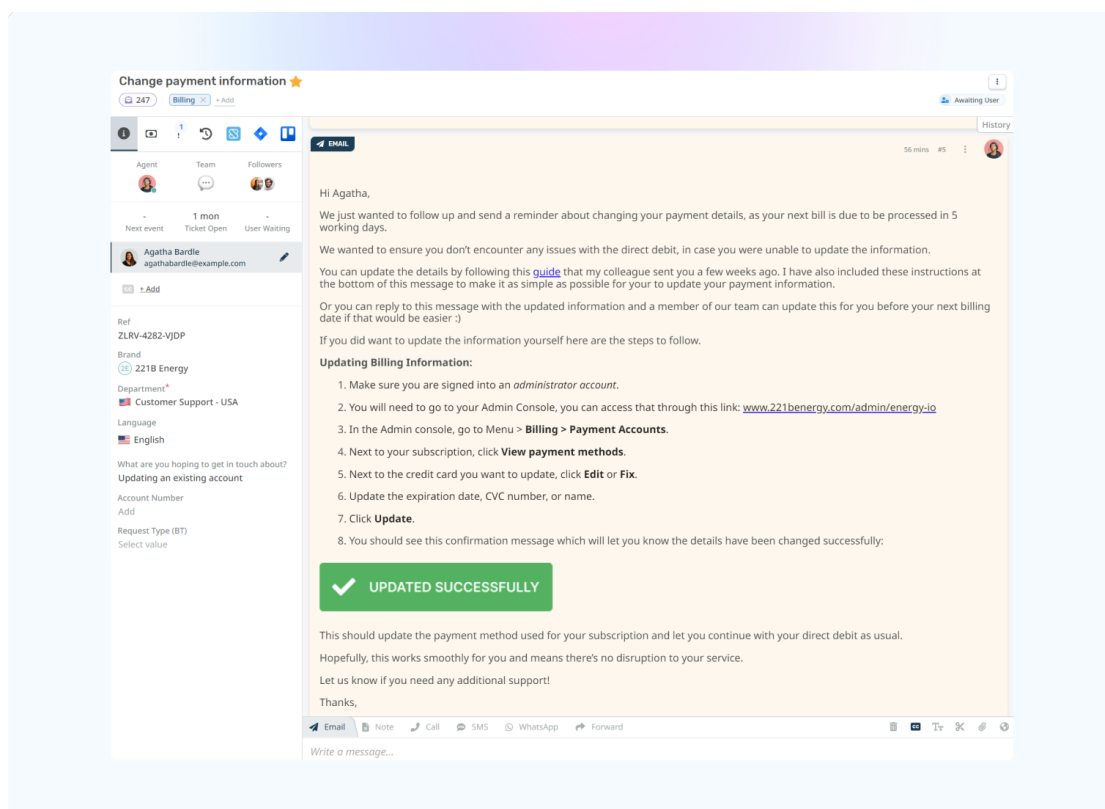 Change payment information
247 Billing × + Add
Awaiting User
History
1
!
EMAIL
56 mins #5
Agent Team Followers
- 1 mon -
Next event Ticket Open User Waiting
Agatha Bardle
agathabardle@example.com
CC + Add
Ref
ZLRV-4282-VJDP
Brand
2E 221B Energy
Department*
Customer Support - USA
Language
English
What are you hoping to get in touch about?
Updating an existing account
Account Number
Add
Request Type (BT)
Select value
Hi Agatha,
We just wanted to follow up and send a reminder about changing your payment details, as your next bill is due to be processed in 5
working days.
We wanted to ensure you don't encounter any issues with the direct debit, in case you were unable to update the information.
You can update the details by following this guide that my colleague sent you a few weeks ago. I have also included these instructions at
the bottom of this message to make it as simple as possible for your to update your payment information.
Or you can reply to this message with the updated information and a member of our team can update this for you before your next billing
date if that would be easier :)
If you did want to update the information yourself here are the steps to follow.
Updating Billing Information:
1. Make sure you are signed into an administrator account.
2. You will need to go to your Admin Console, you can access that through this link: www.221benergy.com/admin/energy-io
3. In the Admin console, go to Menu > Billing > Payment Accounts.
4. Next to your subscription, click View payment methods.
5. Next to the credit card you want to update, click Edit or Fix.
6. Update the expiration date, CVC number, or name.
7. Click Update.
8. You should see this confirmation message which will let you know the details have been changed successfully:
UPDATED SUCCESSFULLY
This should update the payment method used for your subscription and let you continue with your direct debit as usual.
Hopefully, this works smoothly for you and means there's no disruption to your service.
Let us know if you need any additional support!
Thanks,
Email Note Call SMS WhatsApp Forward CC Tт
Write a message...